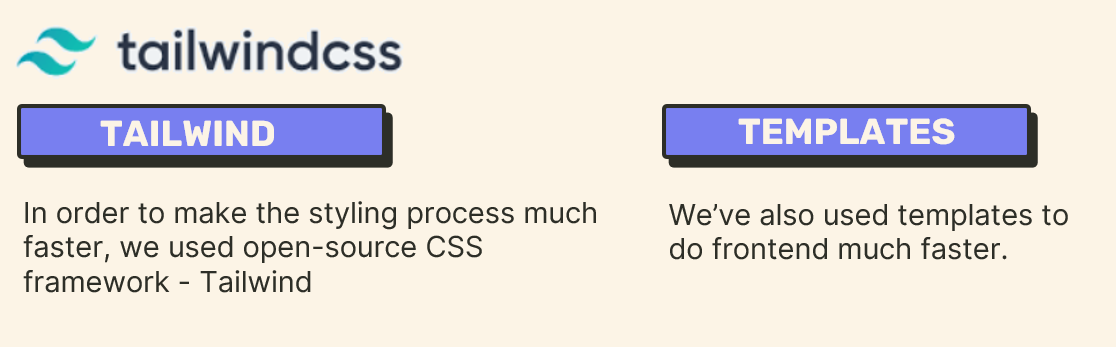 tailwindcss
TAILWIND
In order to make the styling process much
faster, we used open-source CSS
framework - Tailwind
TEMPLATES
We’ve also used templates to
do frontend much faster.